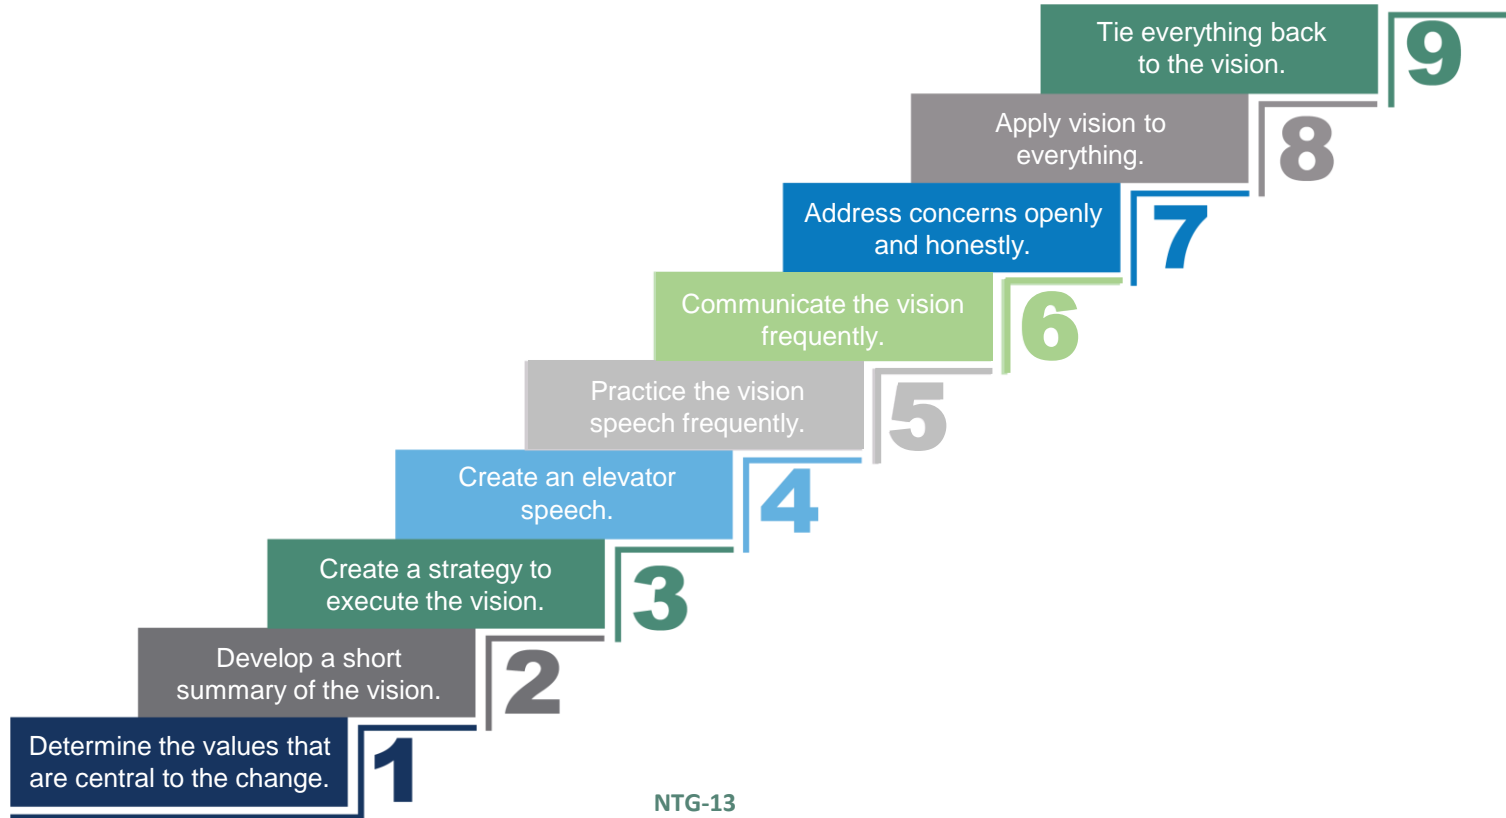 Tie everything back
to the vision.
9
Apply vision to
everything.
8
Address concerns openly
and honestly.
7
Communicate the vision
frequently.
6
Practice the vision
speech frequently.
5
Create an elevator
speech.
4
Create a strategy to
execute the vision.
3
Develop a short
summary of the vision.
2
Determine the values that
are central to the change.
1
NTG-13